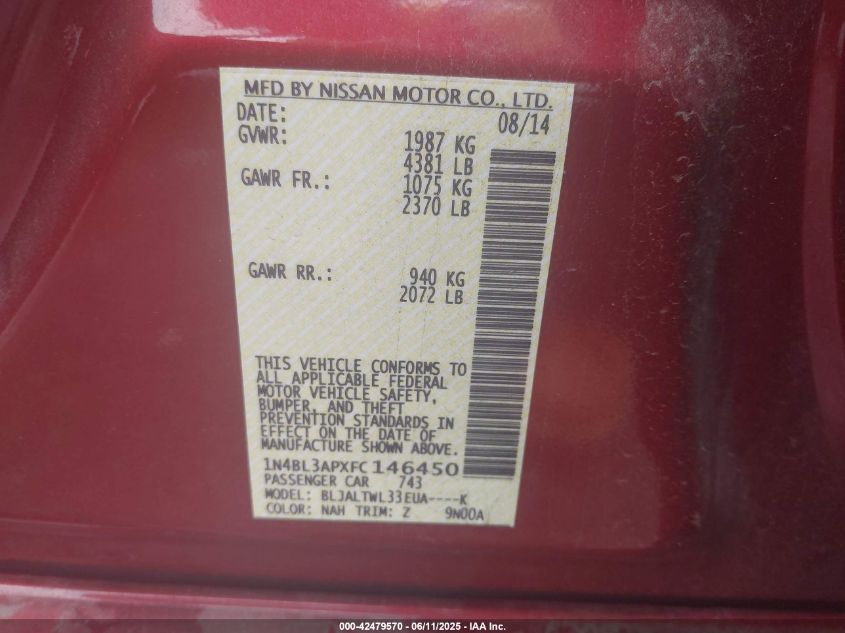 MFD BY NISSAN MOTOR CO., LTD.
DATE: 08/14
GVWR: 1987 KG
4381 LB
GAWR FR.: 1075 KG
2370 LB
GAWR RR.: 940 KG
2072 LB
THIS VEHICLE CONFORMS TO
ALL APPLICABLE FEDERAL
MOTOR VEHICLE SAFETY,
BUMPER, AND THEFT
PREVENTION STANDARDS IN
EFFECT ON THE DATE OF
MANUFACTURE SHOWN ABOVE.
1N4BL3APXFC146450
PASSENGER CAR 743
MODEL: BLJALTWL33EUA----K
COLOR: NAH TRIM: Z 9N00A
000-42479570 - 06/11/2025 - IAA Inc.